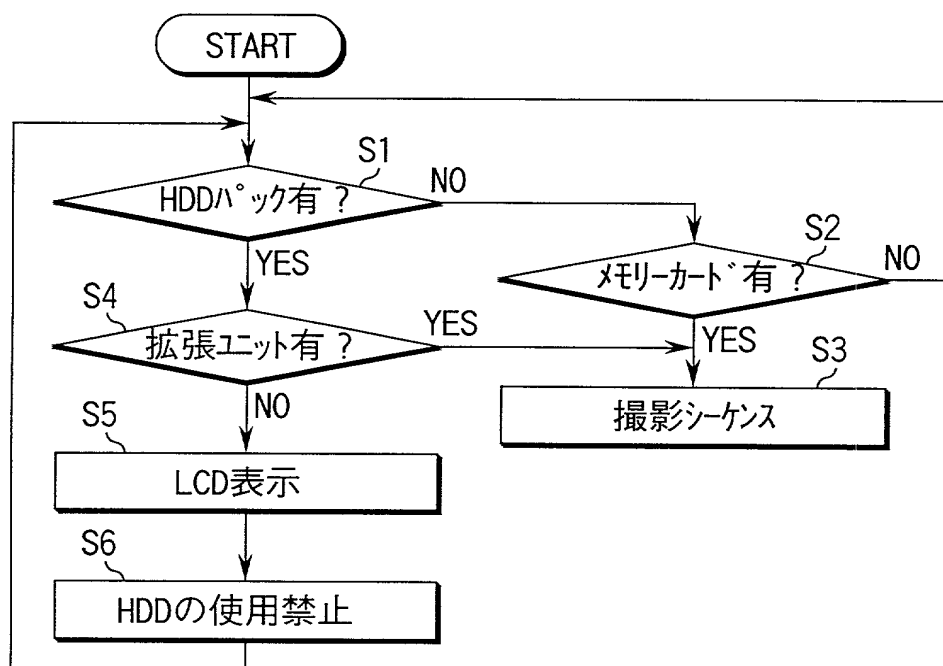 START
S1
HDDパック有？
NO
S2
メモリーカード有？
NO
YES
S4
拡張ユニット有？
YES
YES
S3
撮影シーケンス
NO
S5
LCD表示
S6
HDDの使用禁止